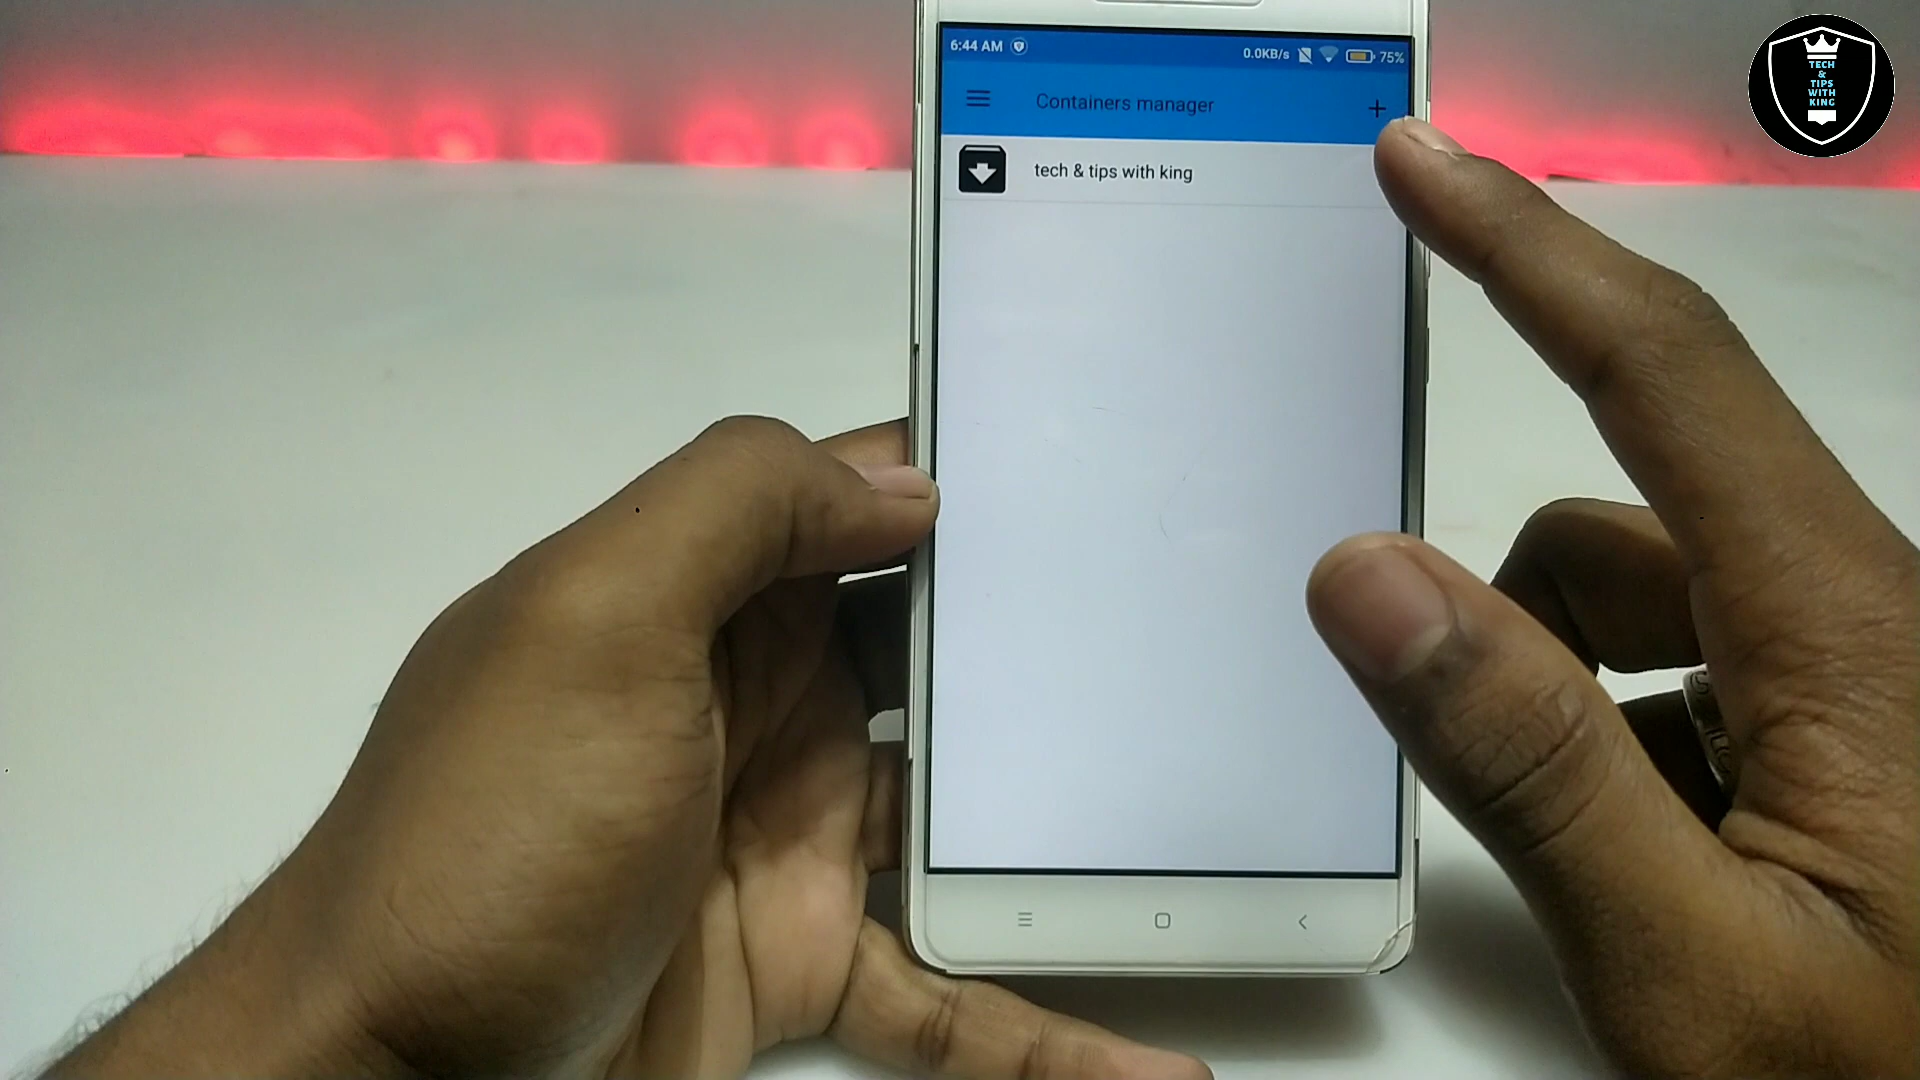 6:44 AM 0.0KB/s 75%
Containers manager +
tech & tips with king
TECH
&
TIPS
WITH
KING